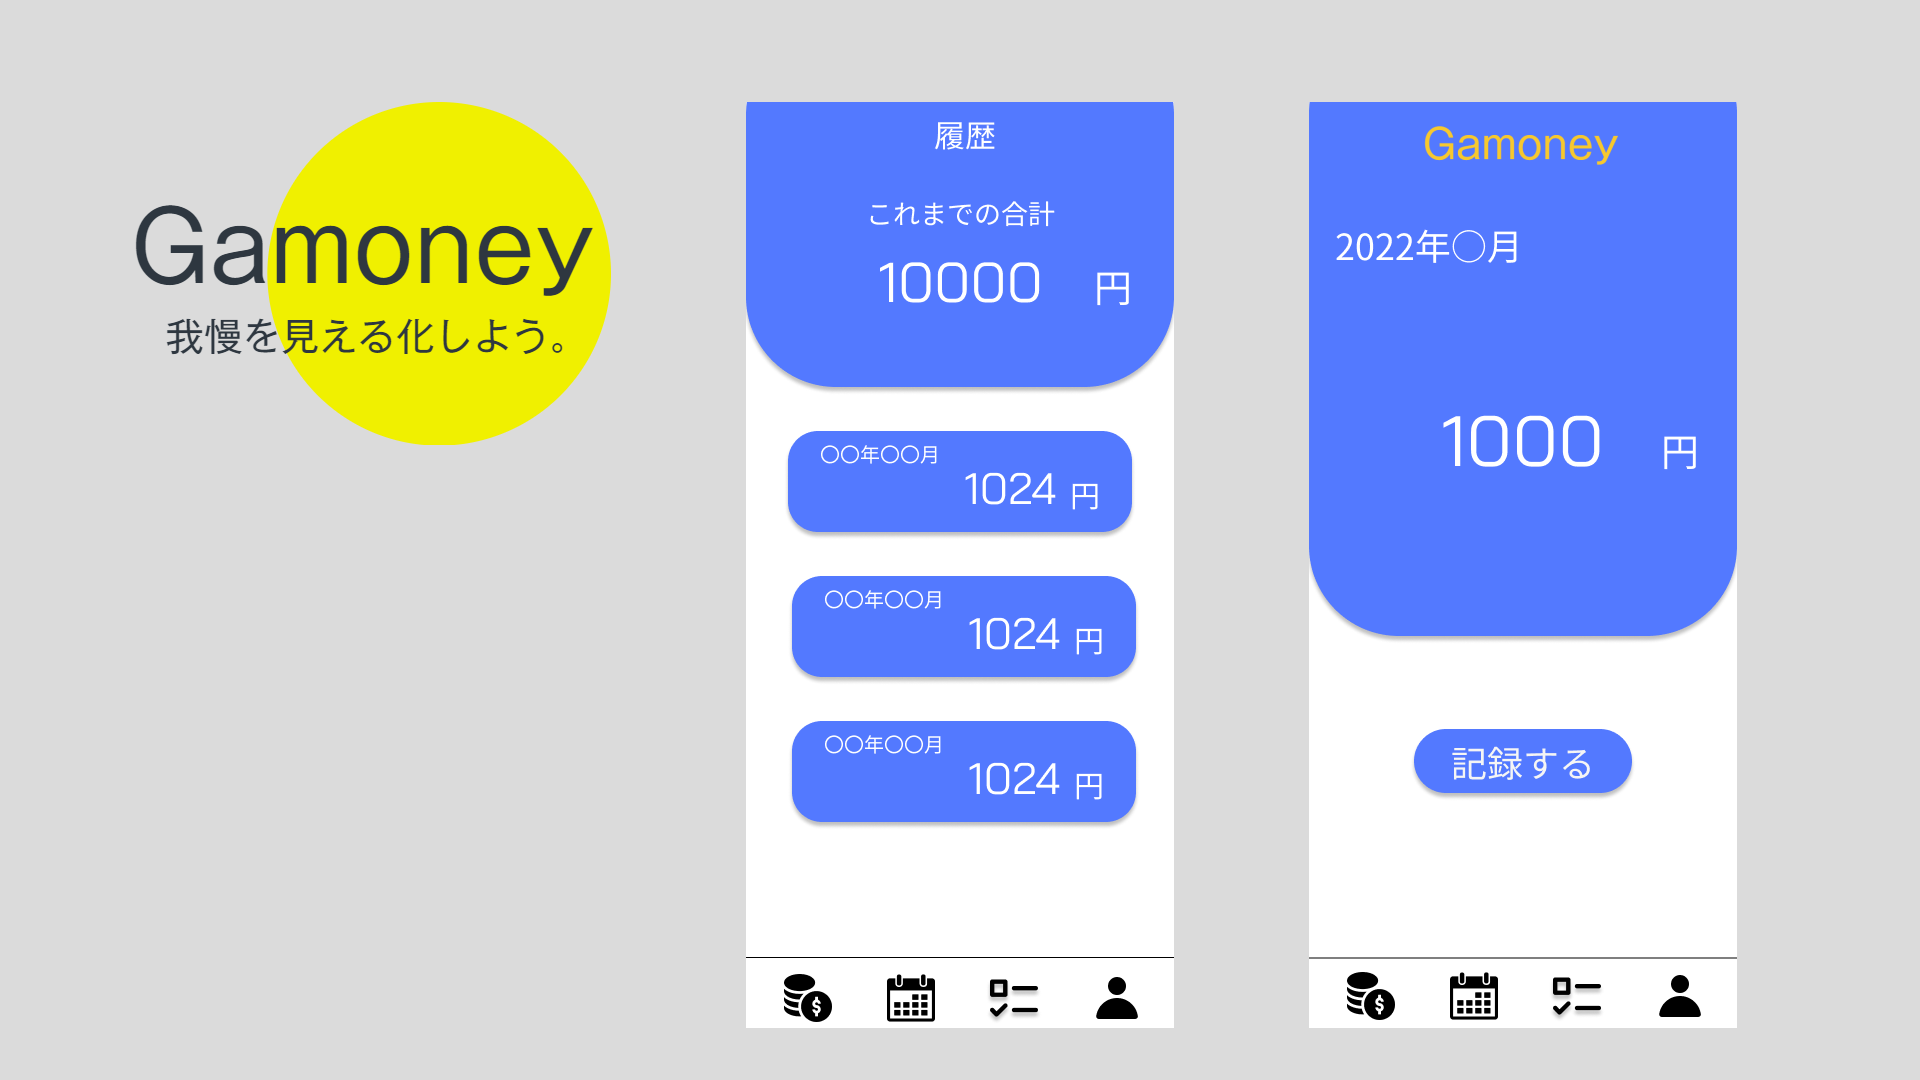 Gamoney
我慢を見える化しよう。
履歴
これまでの合計
10000 円
〇〇年〇〇月
1024 円
〇〇年〇〇月
1024 円
〇〇年〇〇月
1024 円
Gamoney
2022年〇月
1000 円
記録する